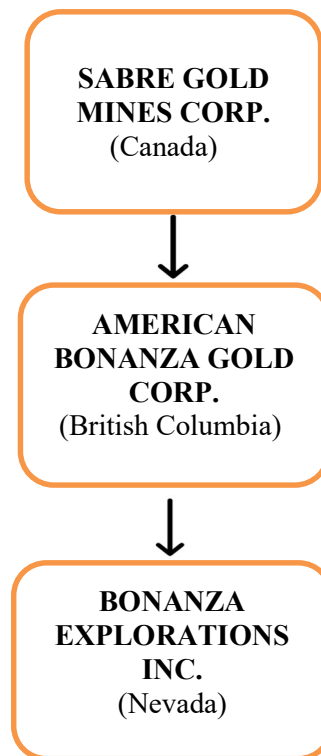 SABRE GOLD
MINES CORP.
(Canada)
AMERICAN
BONANZA GOLD
CORP.
(British Columbia)
BONANZA
EXPLORATIONS
INC.
(Nevada)